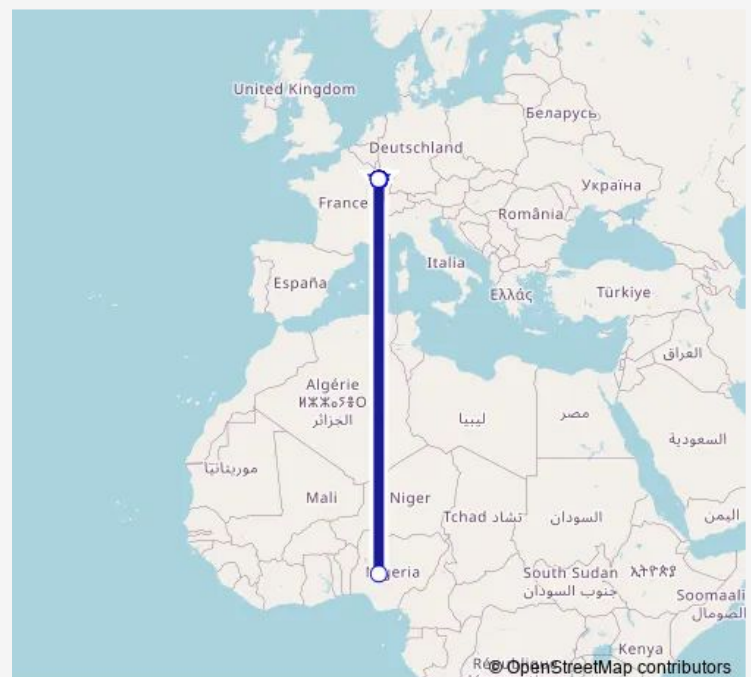 United Kingdom
Беларусь
Deutschland
Україна
France
România
Italia
España
Ελλάς
Türkiye
العراق
Algérie
ⵍⵣⵣⴰⵢⴻⵔ
الجزائر
ليبيا
مصر
السعودية
موريتانيا
Mali
Niger
Tchad تشاد
السودان
اليمن
Nigeria
South Sudan
جنوب السودان
ኢትዮጵያ
Soomaali
الصومال
Kenya
© OpenStreetMap contributors